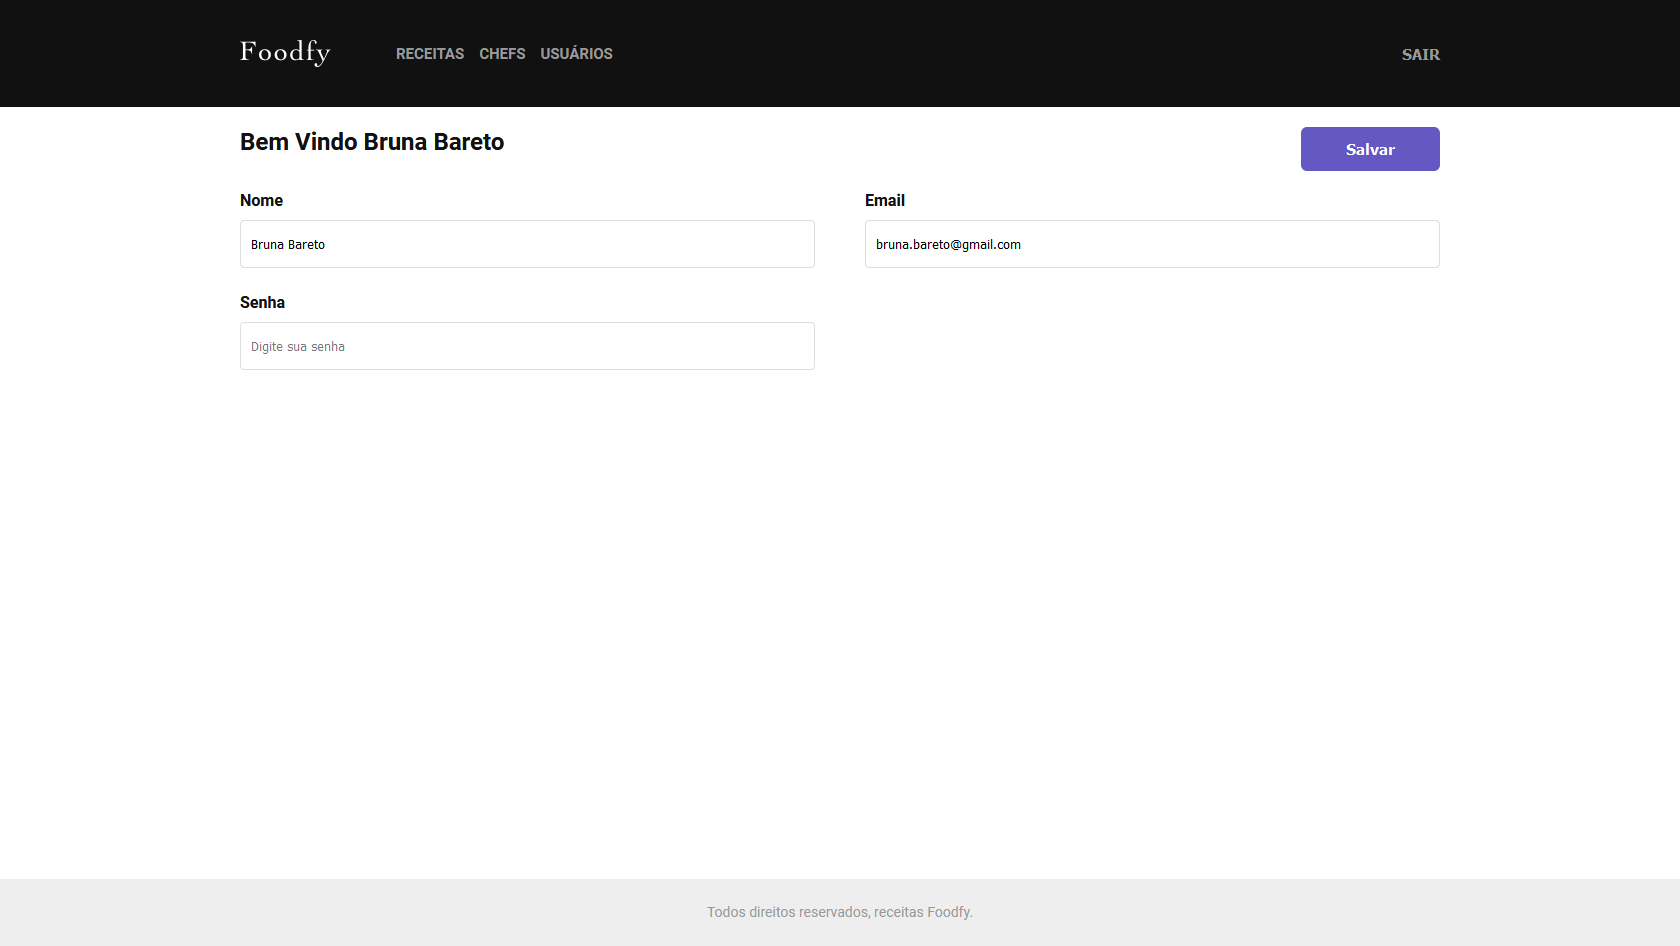 Foodfy
RECEITAS CHEFS USUÁRIOS
SAIR
Bem Vindo Bruna Bareto
Salvar
Nome
Email
Bruna Bareto
bruna.bareto@gmail.com
Senha
Digite sua senha
Todos direitos reservados, receitas Foodfy.